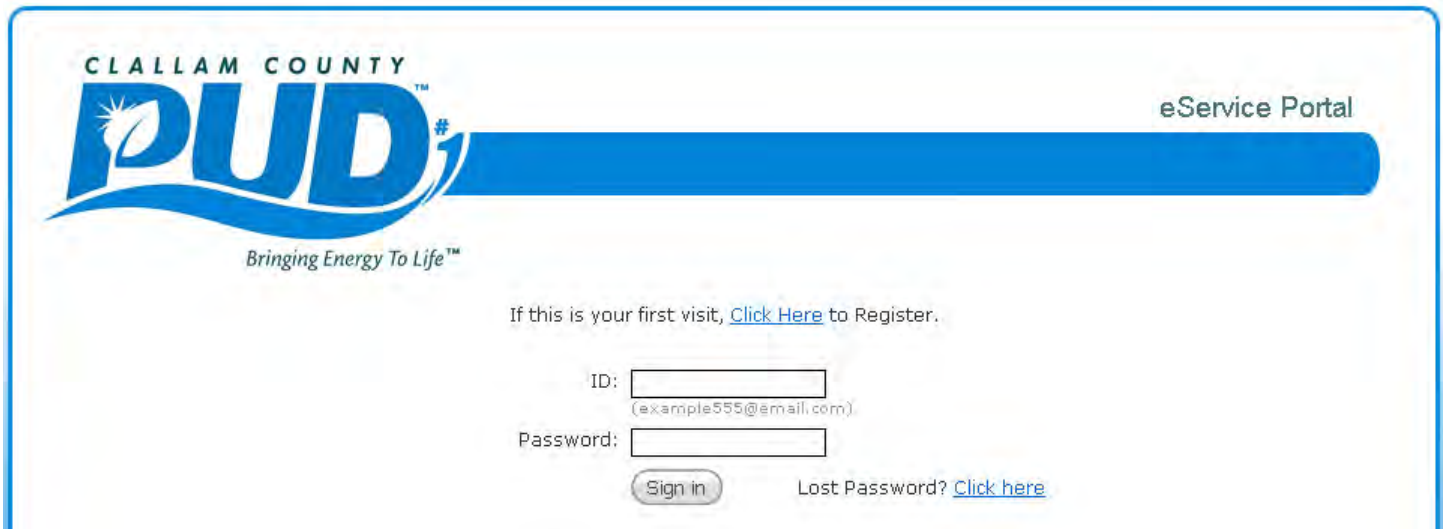 CLALLAM COUNTY
PUD™ #1
eService Portal
Bringing Energy To Life™
If this is your first visit, Click Here to Register.
ID:
(example555@email.com)
Password:
Sign in Lost Password? Click here